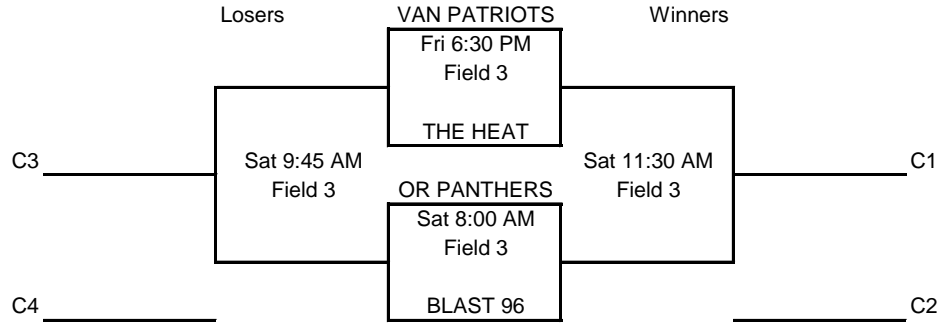 Losers VAN PATRIOTS Winners
Fri 6:30 PM
Field 3
THE HEAT
C3 Sat 9:45 AM Sat 11:30 AM C1
Field 3 OR PANTHERS Field 3
Sat 8:00 AM
Field 3
C4 BLAST 96 C2